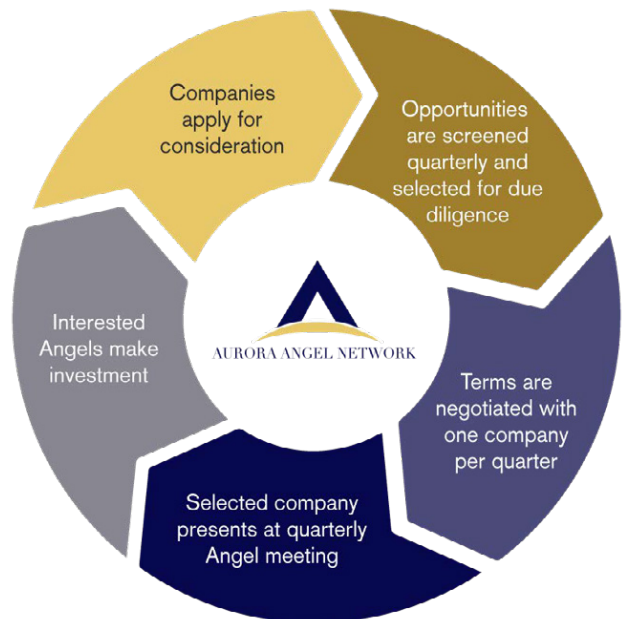 Companies
apply for
consideration
Opportunities
are screened
quarterly and
selected for due
diligence
Terms are
negotiated with
one company
per quarter
Selected company
presents at quarterly
Angel meeting
Interested
Angels make
investment
AURORA ANGEL NETWORK